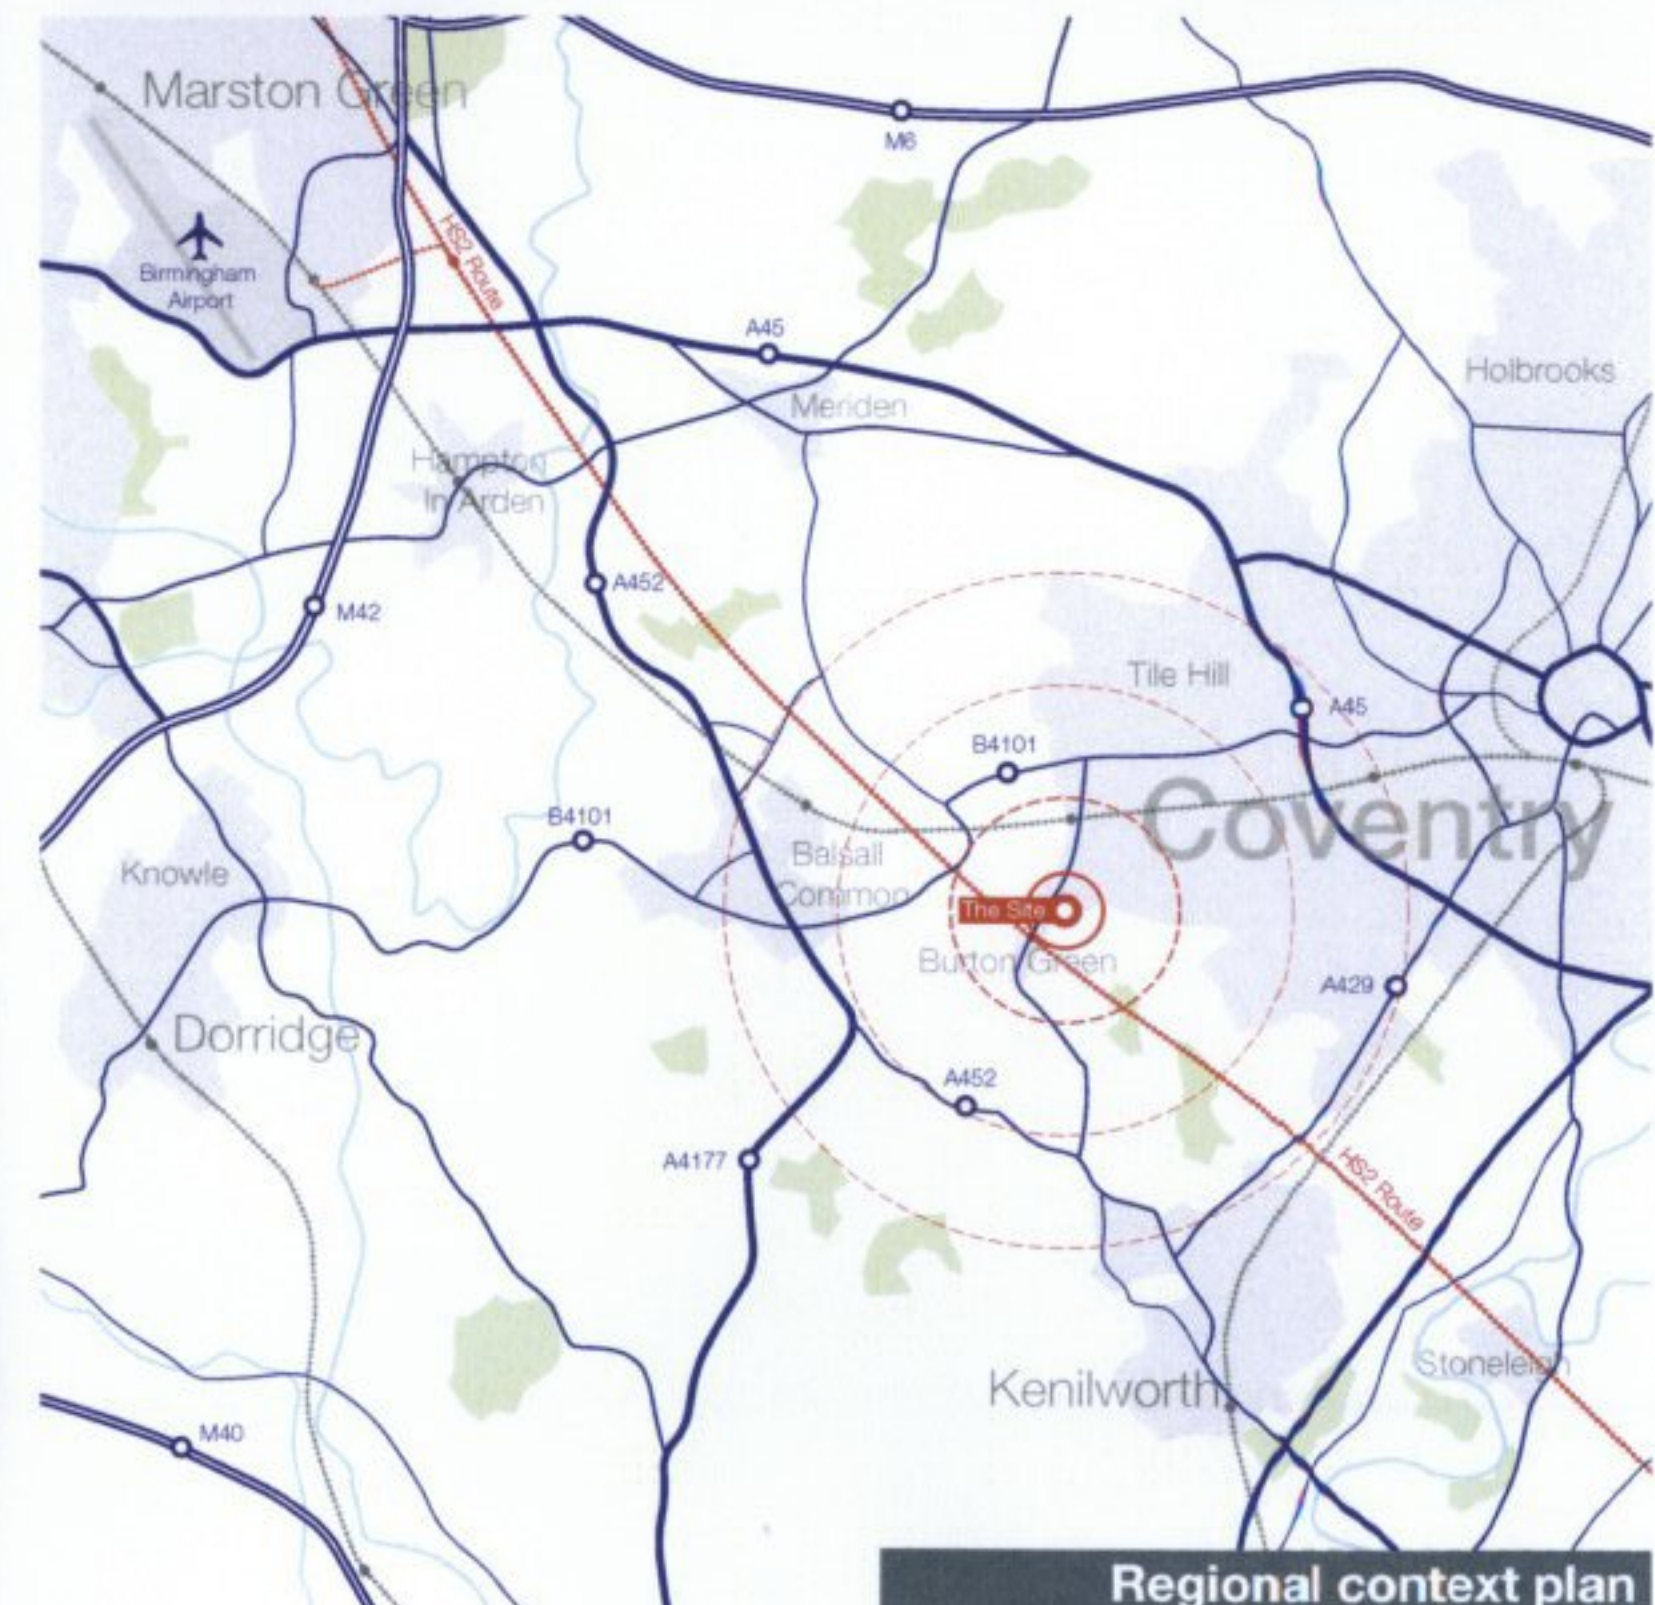 Marston Green
M6
HS2 Route
Birmingham
Airport
A45
Holbrooks
Meriden
Hampton
In Arden
A452
M42
Tile Hill
A45
B4101
B4101
Coventry
Balsall
Common
Knowle
The Site
Burton Green
A429
Dorridge
A452
A4177
HS2 Route
Stoneleigh
Kenilworth
M40
Regional context plan